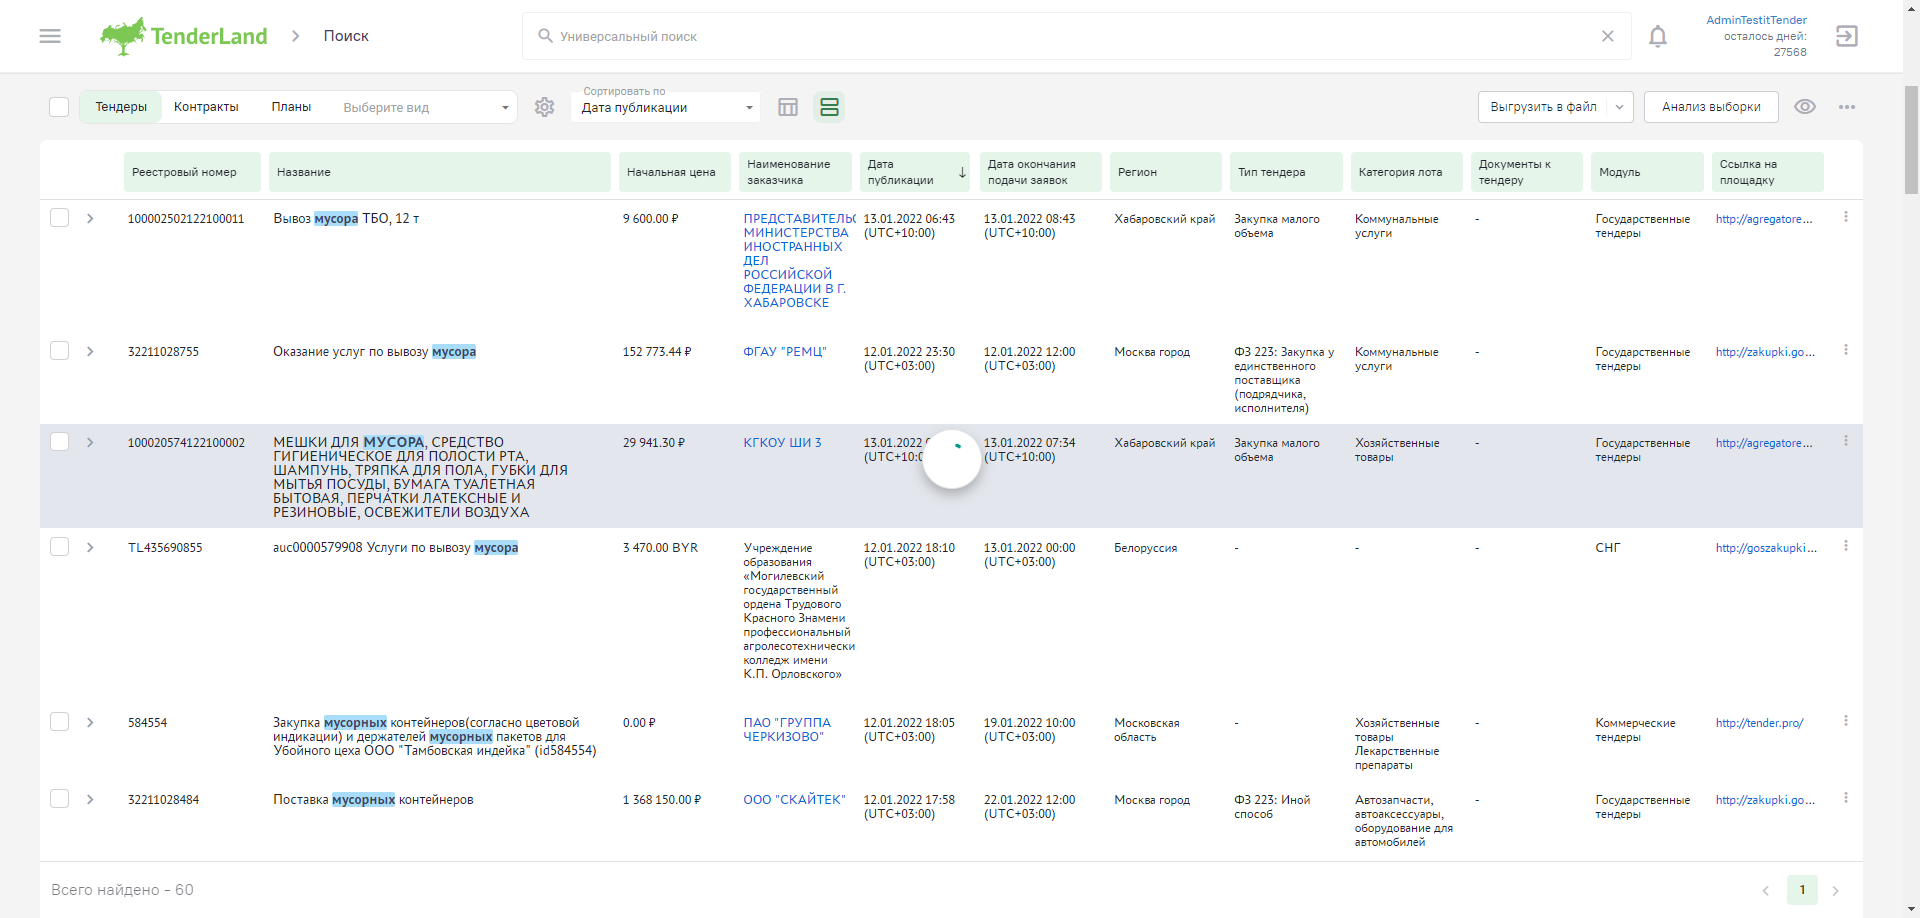 TenderLand
Поиск
Универсальный поиск
AdminTestitTender
осталось дней:
27568
Тендеры
Контракты
Планы
Выберите вид
Сортировать по
Дата публикации
Выгрузить в файл
Анализ выборки
Реестровый номер
Название
Начальная цена
Наименование
заказчика
Дата
публикации
Дата окончания
подачи заявок
Регион
Тип тендера
Категория лота
Документы к
тендеру
Модуль
Ссылка на
площадку
100002502122100011
Вывоз мусора ТБО, 12 т
9 600.00 ₽
ПРЕДСТАВИТЕЛЬС
МИНИСТЕРСТВА
ИНОСТРАННЫХ
ДЕЛ
РОССИЙСКОЙ
ФЕДЕРАЦИИ В Г.
ХАБАРОВСКЕ
13.01.2022 06:43
(UTC+10:00)
13.01.2022 08:43
(UTC+10:00)
Хабаровский край
Закупка малого
объема
Коммунальные
услуги
-
Государственные
тендеры
http://agregatore...
32211028755
Оказание услуг по вывозу мусора
152 773.44 ₽
ФГАУ "РЕМЦ"
12.01.2022 23:30
(UTC+03:00)
12.01.2022 12:00
(UTC+03:00)
Москва город
ФЗ 223: Закупка у
единственного
поставщика
(подрядчика,
исполнителя)
Коммунальные
услуги
-
Государственные
тендеры
http://zakupki.go...
100020574122100002
МЕШКИ ДЛЯ МУСОРА, СРЕДСТВО
ГИГИЕНИЧЕСКОЕ ДЛЯ ПОЛОСТИ РТА,
ШАМПУНЬ, ТРЯПКА ДЛЯ ПОЛА, ГУБКИ ДЛЯ
МЫТЬЯ ПОСУДЫ, БУМАГА ТУАЛЕТНАЯ
БЫТОВАЯ, ПЕРЧАТКИ ЛАТЕКСНЫЕ И
РЕЗИНОВЫЕ, ОСВЕЖИТЕЛИ ВОЗДУХА
29 941.30 ₽
КГКОУ ШИ 3
13.01.2022
13.01.2022 07:34
(UTC+10:00)
Хабаровский край
Закупка малого
объема
Хозяйственные
товары
-
Государственные
тендеры
http://agregatore...
TL435690855
auc0000579908 Услуги по вывозу мусора
3 470.00 BYR
Учреждение
образования
«Могилевский
государственный
ордена Трудового
Красного Знамени
профессиональный
агролесотехнически
колледж имени
К.П. Орловского»
12.01.2022 18:10
(UTC+03:00)
13.01.2022 00:00
(UTC+03:00)
Белоруссия
-
-
-
СНГ
http://goszakupki...
584554
Закупка мусорных контейнеров(согласно цветовой
индикации) и держателей мусорных пакетов для
Убойного цеха ООО "Тамбовская индейка" (id584554)
0.00 ₽
ПАО "ГРУППА
ЧЕРКИЗОВО"
12.01.2022 18:05
(UTC+03:00)
19.01.2022 10:00
(UTC+03:00)
Московская
область
-
Хозяйственные
товары
Лекарственные
препараты
-
Коммерческие
тендеры
http://tender.pro/
32211028484
Поставка мусорных контейнеров
1 368 150.00 ₽
ООО "СКАЙТЕК"
12.01.2022 17:58
(UTC+03:00)
22.01.2022 12:00
(UTC+03:00)
Москва город
ФЗ 223: Иной
способ
Автозапчасти,
автоаксессуары,
оборудование для
автомобилей
-
Государственные
тендеры
http://zakupki.go...
Всего найдено - 60
1